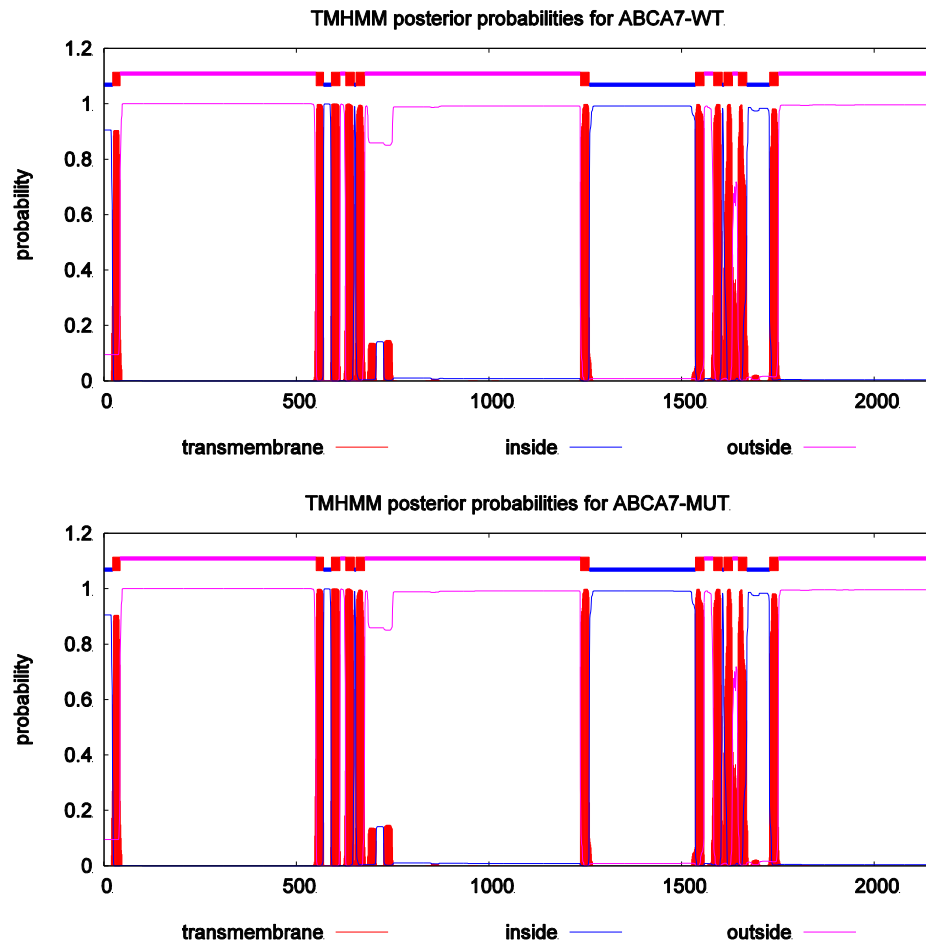 TMHMM posterior probabilities for ABCA7-WT
1.2
1
0.8
0.6
0.4
0.2
0
probability
0 500 1000 1500 2000
transmembrane inside outside
TMHMM posterior probabilities for ABCA7-MUT
1.2
1
0.8
0.6
0.4
0.2
0
probability
0 500 1000 1500 2000
transmembrane inside outside